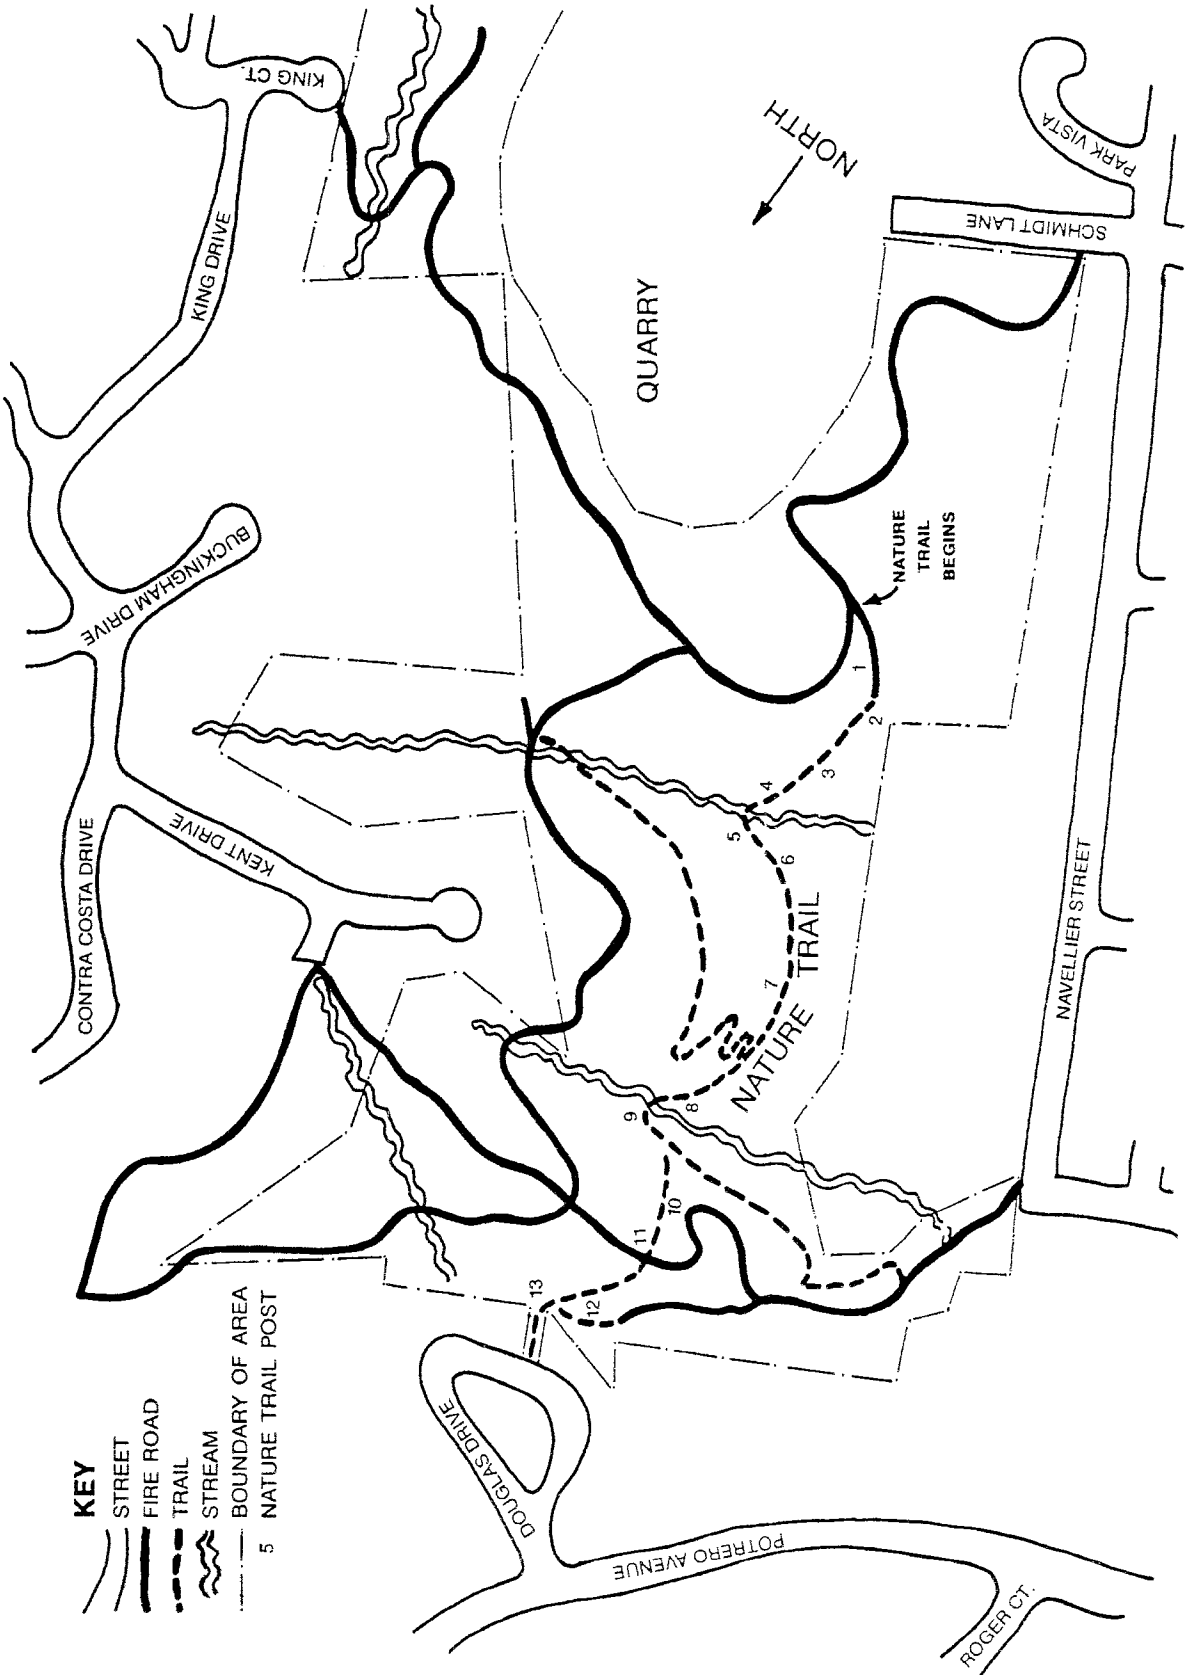 KEY
STREET
FIRE ROAD
TRAIL
STREAM
BOUNDARY OF AREA
5 NATURE TRAIL POST
CONTRA COSTA DRIVE
KENT DRIVE
BUCKINGHAM DRIVE
KING DRIVE
KING CT.
DOUGLAS DRIVE
POTRERO AVENUE
ROGER CT.
NAVELLIER STREET
SCHMIDT LANE
PARK VISTA
NORTH
QUARRY
NATURE
TRAIL
BEGINS
NATURE TRAIL
1
2
3
4
5
6
7
8
9
10
11
12
13